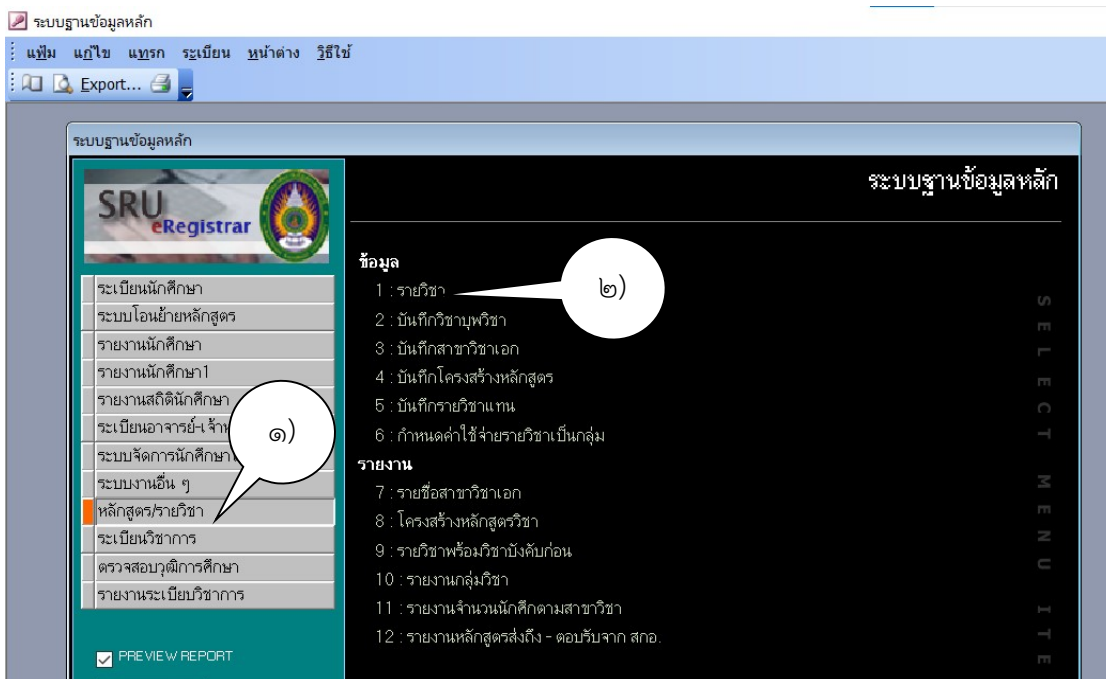 ระบบฐานข้อมูลหลัก
แฟ้ม แก้ไข แทรก ระเบียน หน้าต่าง วิธีใช้
Export...
ระบบฐานข้อมูลหลัก
SRU
eRegistrar
ระเบียนนักศึกษา
ระบบโอนย้ายหลักสูตร
รายงานนักศึกษา
รายงานนักศึกษา1
รายงานสถิตินักศึกษา
ระเบียนอาจารย์-เจ้าห
ระบบจัดการนักศึกษา
ระบบงานอื่น ๆ
หลักสูตร/รายวิชา
ระเบียนวิชาการ
ตรวจสอบวุฒิการศึกษา
รายงานระเบียบวิชาการ
PREVIEW REPORT
๑)
ระบบฐานข้อมูลหลัก
ข้อมูล
1 : รายวิชา
๒)
2 : บันทึกวิชาบุพวิชา
3 : บันทึกสาขาวิชาเอก
4 : บันทึกโครงสร้างหลักสูตร
5 : บันทึกรายวิชาแทน
6 : กำหนดค่าใช้จ่ายรายวิชาเป็นกลุ่ม
รายงาน
7 : รายชื่อสาขาวิชาเอก
8 : โครงสร้างหลักสูตรวิชา
9 : รายวิชาพร้อมวิชาบังคับก่อน
10 : รายงานกลุ่มวิชา
11 : รายงานจำนวนนักศึกตามสาขาวิชา
12 : รายงานหลักสูตรส่งถึง - ตอบรับจาก สกอ.
SELECT MENU ITE